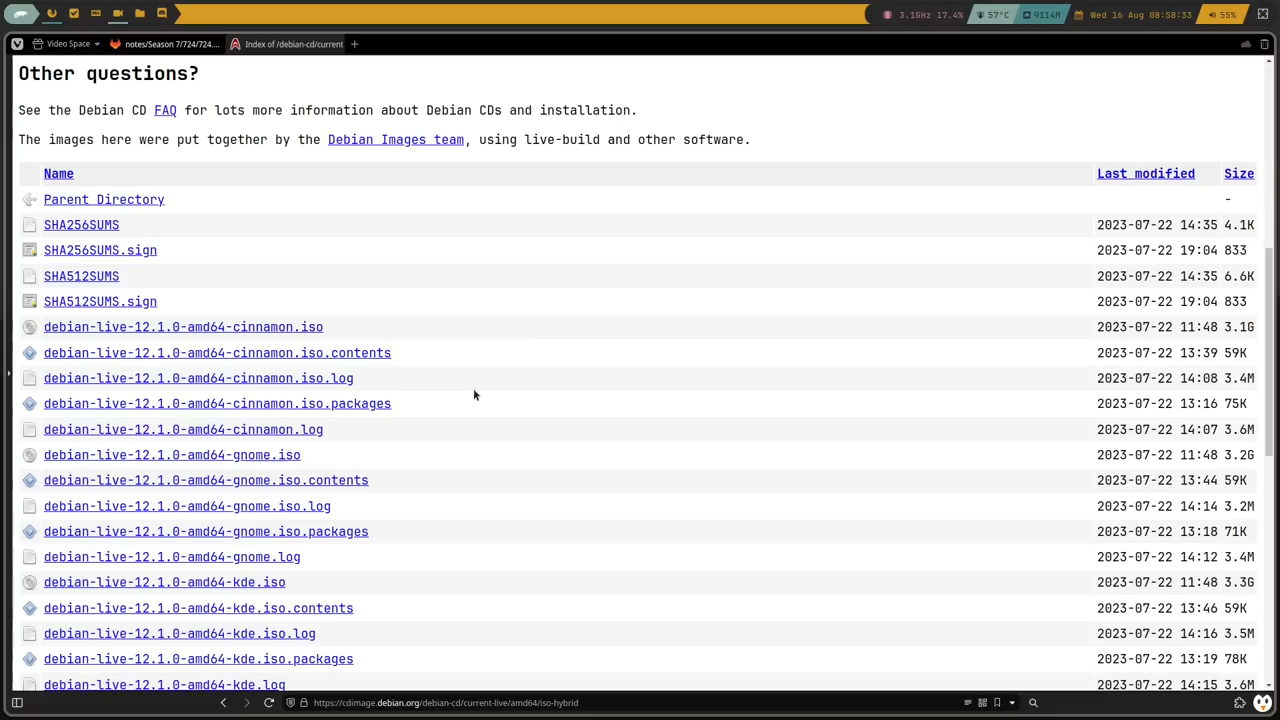 3.1GHz 17.4%
57°C
9114M
Wed 16 Aug 08:58:33
55%
Video Space
notes/Season 7/724/724....
Index of /debian-cd/current
Other questions?
See the Debian CD FAQ for lots more information about Debian CDs and installation.
The images here were put together by the Debian Images team, using live-build and other software.
Name Last modified Size
Parent Directory -
SHA256SUMS 2023-07-22 14:35 4.1K
SHA256SUMS.sign 2023-07-22 19:04 833
SHA512SUMS 2023-07-22 14:35 6.6K
SHA512SUMS.sign 2023-07-22 19:04 833
debian-live-12.1.0-amd64-cinnamon.iso 2023-07-22 11:48 3.1G
debian-live-12.1.0-amd64-cinnamon.iso.contents 2023-07-22 13:39 59K
debian-live-12.1.0-amd64-cinnamon.iso.log 2023-07-22 14:08 3.4M
debian-live-12.1.0-amd64-cinnamon.iso.packages 2023-07-22 13:16 75K
debian-live-12.1.0-amd64-cinnamon.log 2023-07-22 14:07 3.6M
debian-live-12.1.0-amd64-gnome.iso 2023-07-22 11:48 3.2G
debian-live-12.1.0-amd64-gnome.iso.contents 2023-07-22 13:44 59K
debian-live-12.1.0-amd64-gnome.iso.log 2023-07-22 14:14 3.2M
debian-live-12.1.0-amd64-gnome.iso.packages 2023-07-22 13:18 71K
debian-live-12.1.0-amd64-gnome.log 2023-07-22 14:12 3.4M
debian-live-12.1.0-amd64-kde.iso 2023-07-22 11:48 3.3G
debian-live-12.1.0-amd64-kde.iso.contents 2023-07-22 13:46 59K
debian-live-12.1.0-amd64-kde.iso.log 2023-07-22 14:16 3.5M
debian-live-12.1.0-amd64-kde.iso.packages 2023-07-22 13:19 78K
debian-live-12.1.0-amd64-kde.log 2023-07-22 14:15 3.6M
https://cdimage.debian.org/debian-cd/current-live/amd64/iso-hybrid